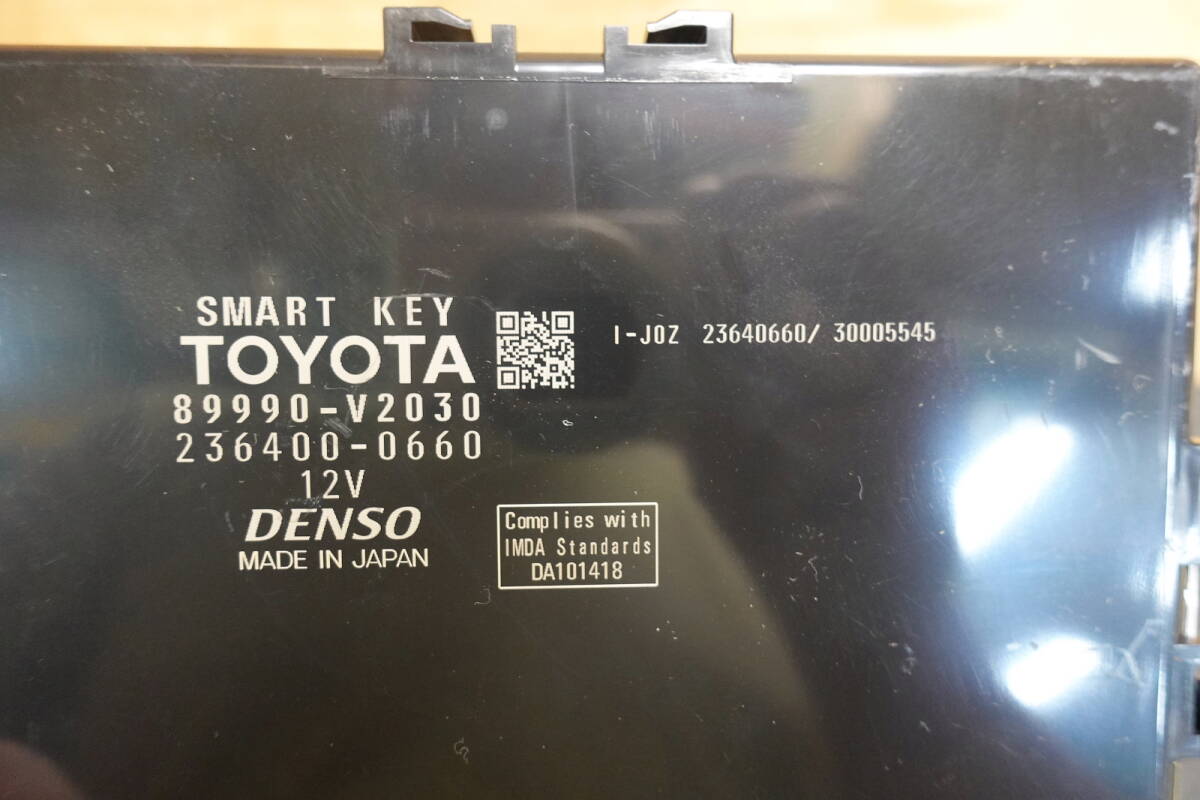 SMART KEY
TOYOTA
89990-V2030
236400-0660
12V
DENSO
MADE IN JAPAN
I-J0Z 23640660/ 30005545
Complies with
IMDA Standards
DA101418